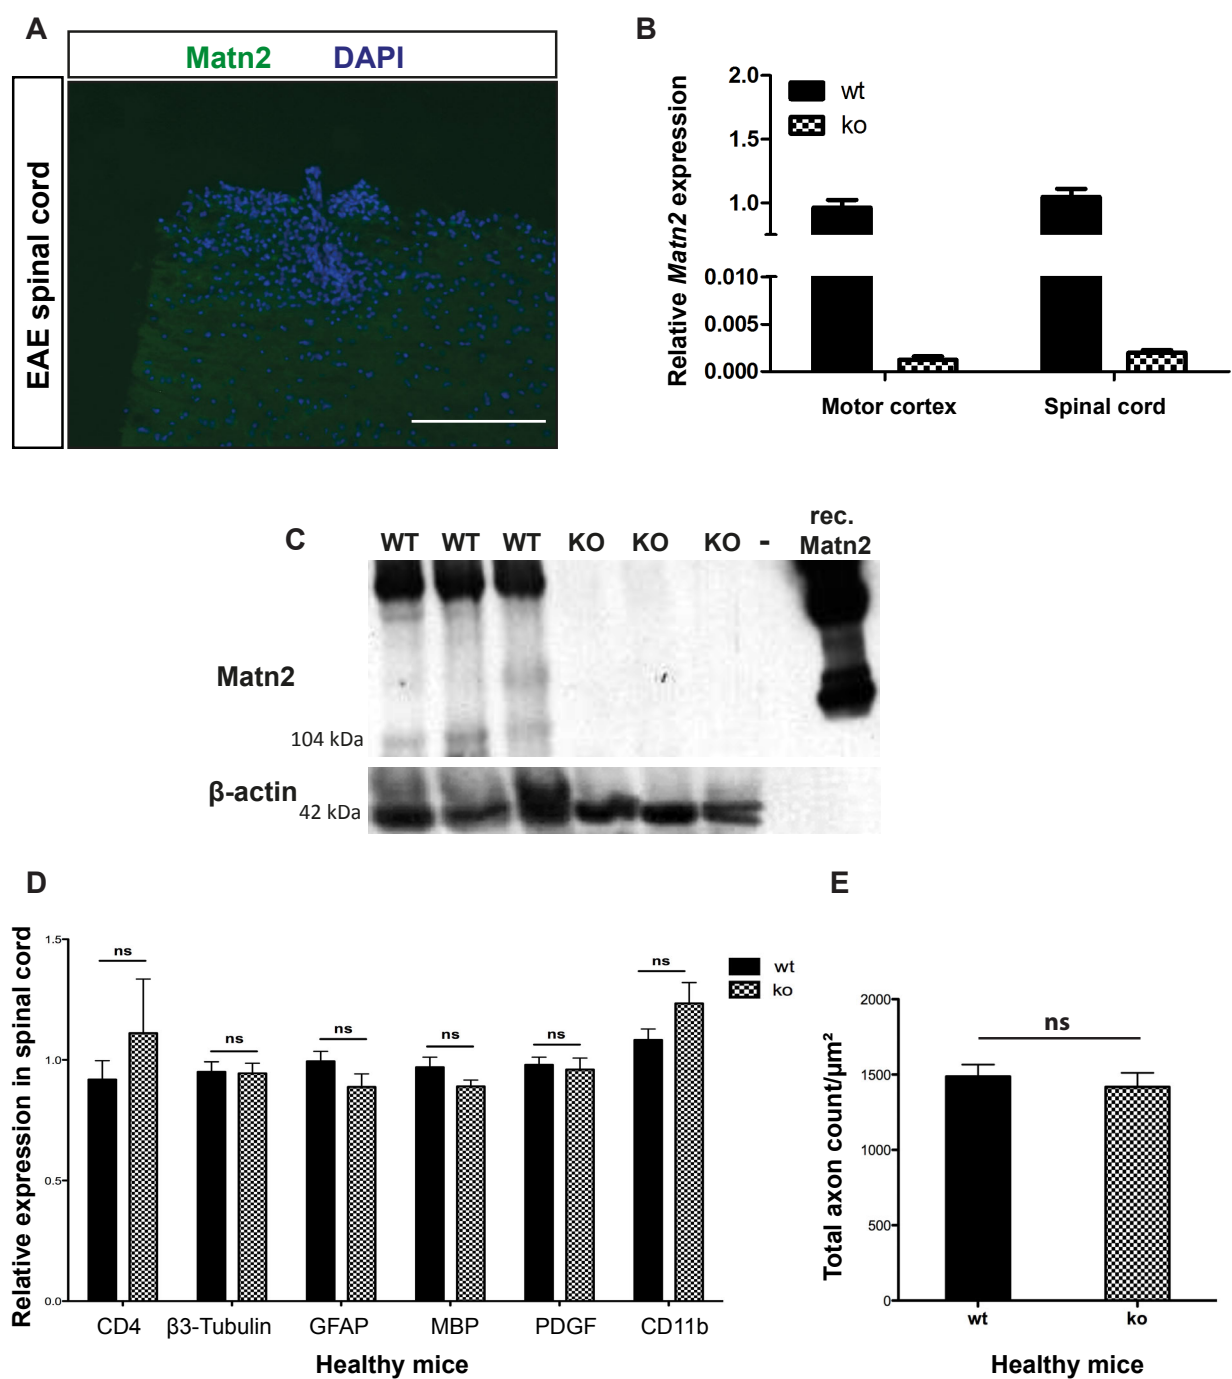 A
Matn2 DAPI
EAE spinal cord
B
Relative Matn2 expression
2.0
1.5
1.0
0.010
0.005
0.000
wt
ko
Motor cortex Spinal cord
C
WT WT WT KO KO KO - rec. Matn2
Matn2
104 kDa
β-actin
42 kDa
D
Relative expression in spinal cord
1.5
1.0
0.5
0.0
ns ns ns ns ns ns
wt
ko
CD4 β3-Tubulin GFAP MBP PDGF CD11b
Healthy mice
E
Total axon count/µm²
2000
1500
1000
500
0
ns
wt ko
Healthy mice